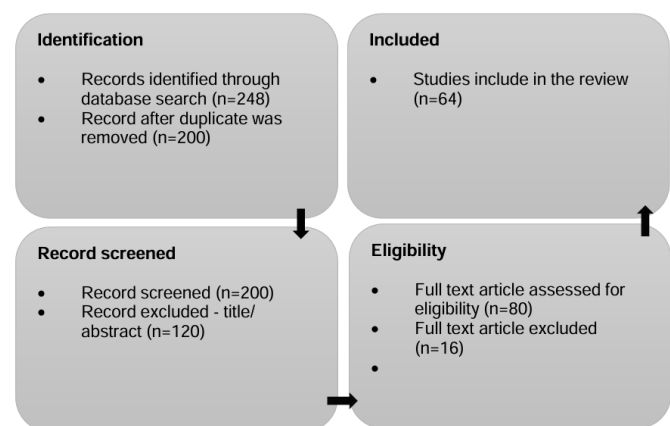 Identification
• Records identified through
database search (n=248)
• Record after duplicate was
removed (n=200)
Record screened
• Record screened (n=200)
• Record excluded - title/
abstract (n=120)
Eligibility
• Full text article assessed for
eligibility (n=80)
• Full text article excluded
(n=16)
•
Included
• Studies include in the review
(n=64)